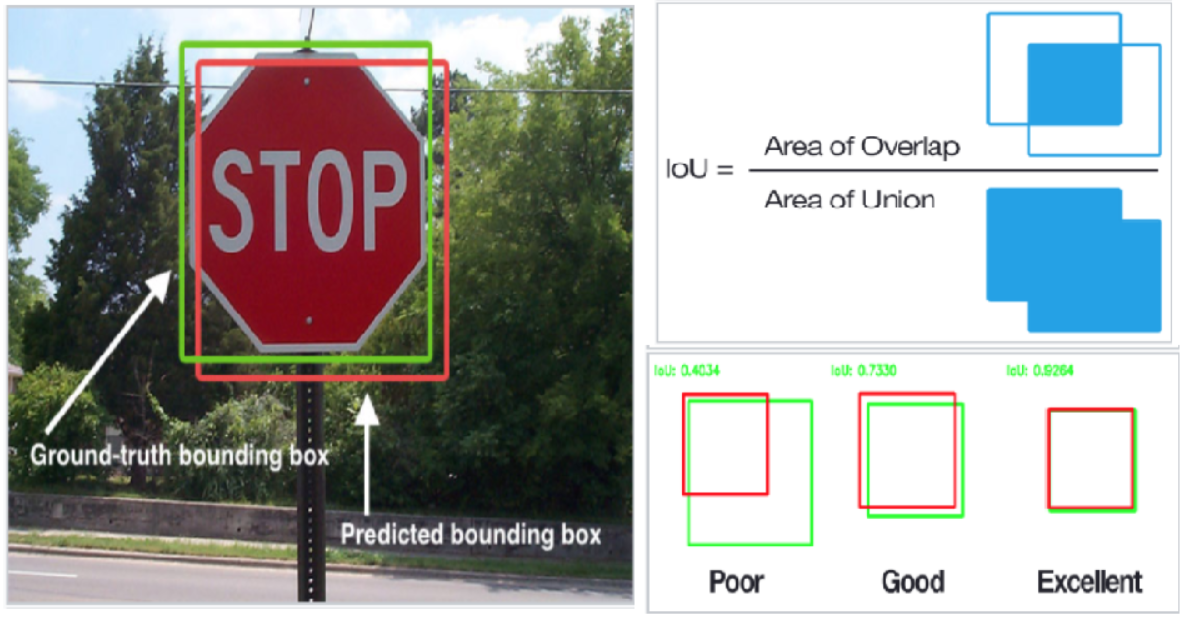 STOP
Ground-truth bounding box
Predicted bounding box
IoU =
Area of Overlap
Area of Union
IoU: 0.4034
IoU: 0.7330
IoU: 0.9264
Poor
Good
Excellent